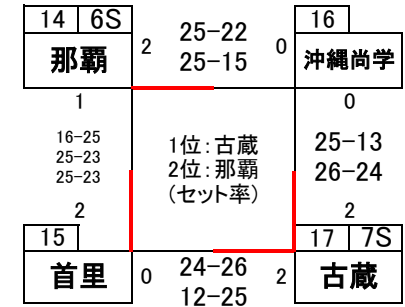 14 6S
那覇
2
25-22
25-15
0
16
沖縄尚学
1
0
16-25
25-23
25-23
1位：古蔵
2位：那覇
(セット率)
25-13
26-24
2
2
15
首里
0
24-26
12-25
2
17 7S
古蔵